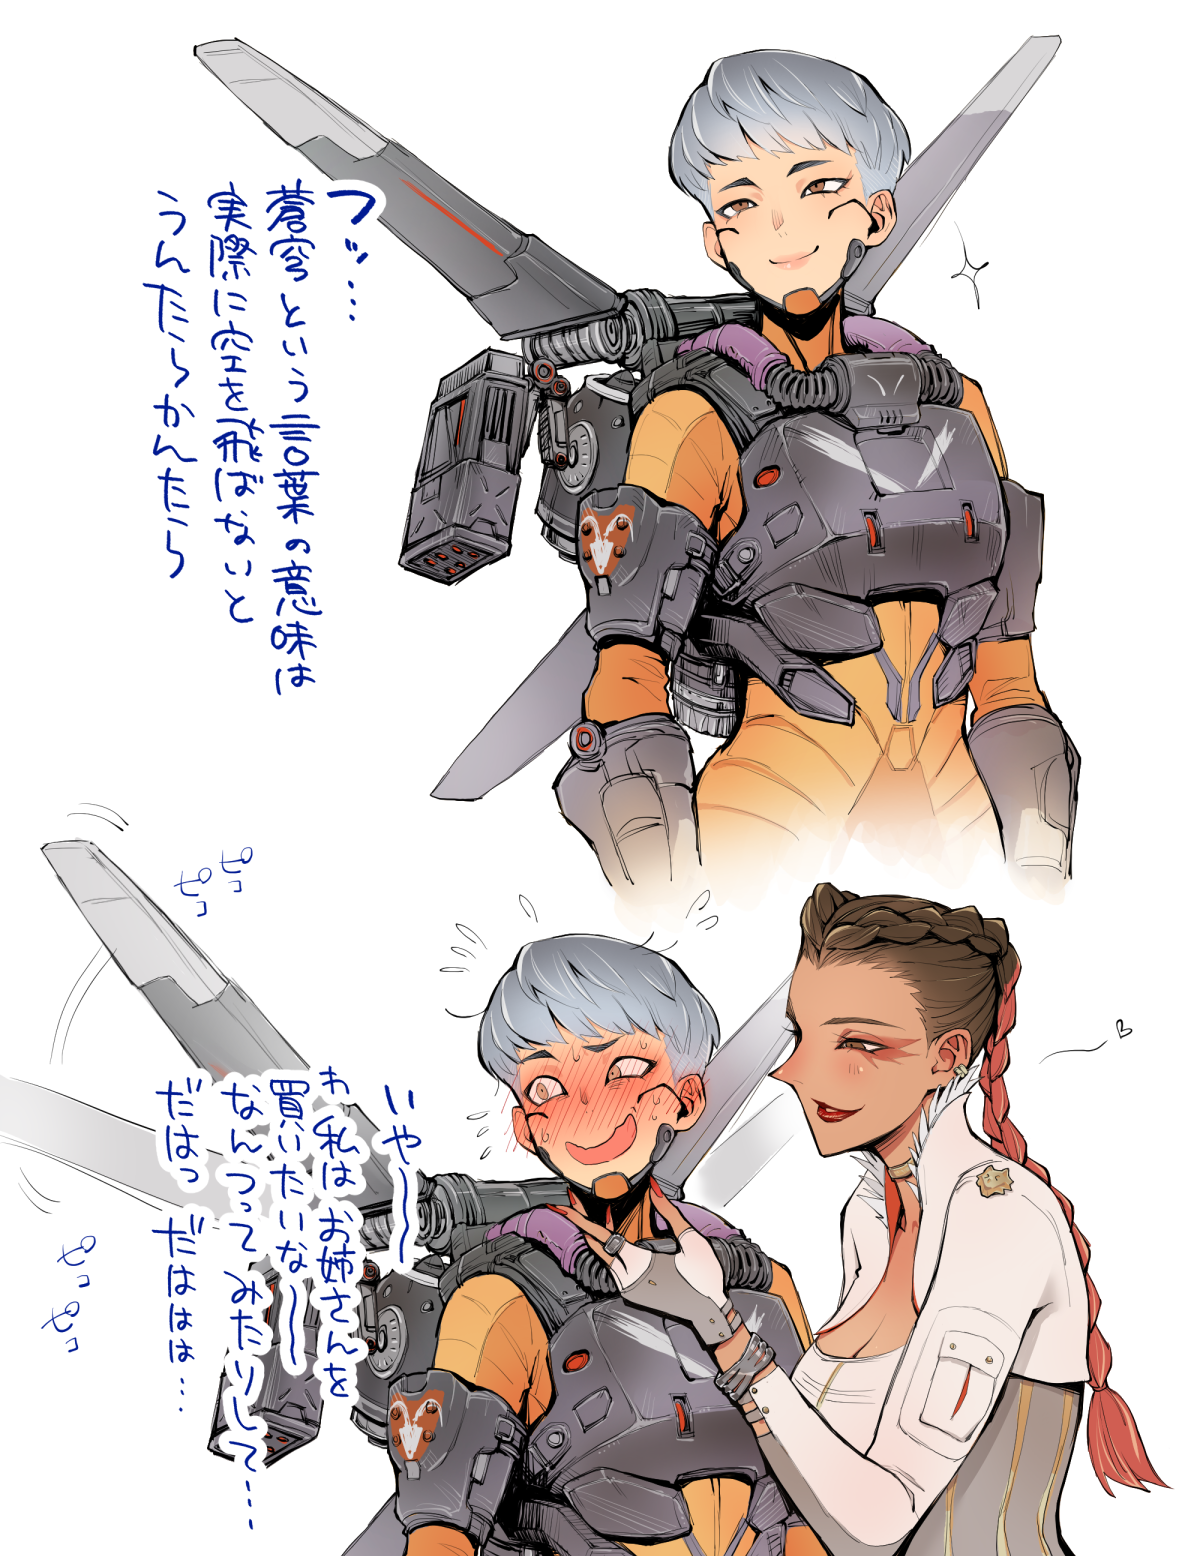 フッ…
蒼穹という言葉の意味は
実際に空を飛ばないと
うんたらかんたら
ピコ
ピコ
いや〜〜
わ、私はお姉さんを
買いたいな〜〜
なんつってみたりして…
だはっ だははは…
ピコ
ピコ